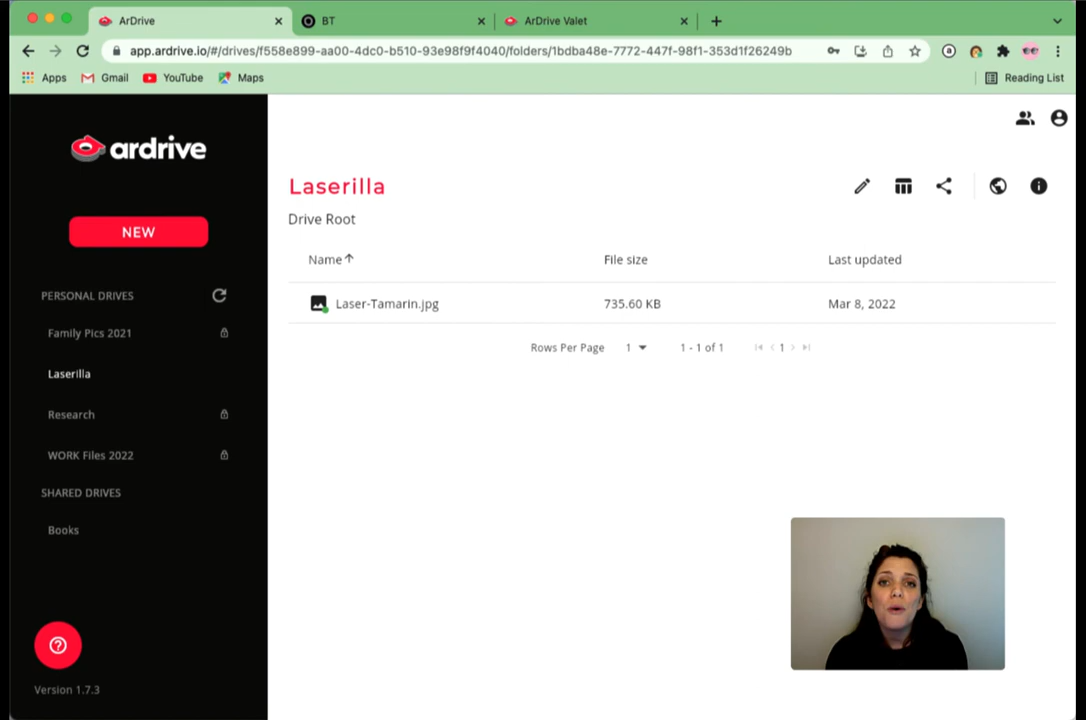 ArDrive
BT
ArDrive Valet
app.ardrive.io/#/drives/f558e899-aa00-4dc0-b510-93e98f9f4040/folders/1bdba48e-7772-447f-98f1-353d1f26249b
Apps
Gmail
YouTube
Maps
Reading List
ardrive
NEW
PERSONAL DRIVES
Family Pics 2021
Laserilla
Research
WORK Files 2022
SHARED DRIVES
Books
Version 1.7.3
Laserilla
Drive Root
Name File size Last updated
Laser-Tamarin.jpg 735.60 KB Mar 8, 2022
Rows Per Page 1 1 - 1 of 1 1